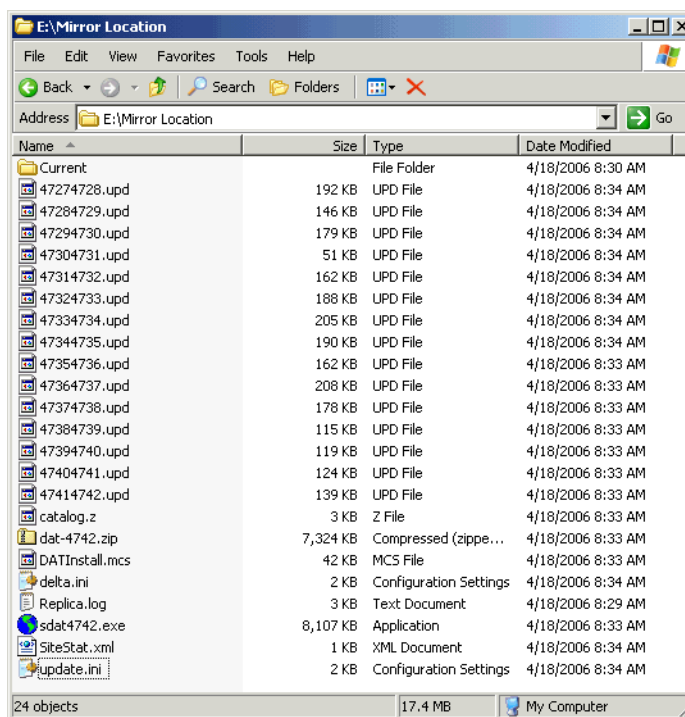 E:\Mirror Location
File Edit View Favorites Tools Help
Back Search Folders
Address E:\Mirror Location Go
Name Size Type Date Modified
Current File Folder 4/18/2006 8:30 AM
47274728.upd 192 KB UPD File 4/18/2006 8:34 AM
47284729.upd 146 KB UPD File 4/18/2006 8:34 AM
47294730.upd 179 KB UPD File 4/18/2006 8:34 AM
47304731.upd 51 KB UPD File 4/18/2006 8:34 AM
47314732.upd 162 KB UPD File 4/18/2006 8:34 AM
47324733.upd 188 KB UPD File 4/18/2006 8:34 AM
47334734.upd 205 KB UPD File 4/18/2006 8:34 AM
47344735.upd 190 KB UPD File 4/18/2006 8:34 AM
47354736.upd 162 KB UPD File 4/18/2006 8:33 AM
47364737.upd 208 KB UPD File 4/18/2006 8:33 AM
47374738.upd 178 KB UPD File 4/18/2006 8:33 AM
47384739.upd 115 KB UPD File 4/18/2006 8:33 AM
47394740.upd 119 KB UPD File 4/18/2006 8:33 AM
47404741.upd 124 KB UPD File 4/18/2006 8:33 AM
47414742.upd 139 KB UPD File 4/18/2006 8:33 AM
catalog.z 3 KB Z File 4/18/2006 8:33 AM
dat-4742.zip 7,324 KB Compressed (zippe... 4/18/2006 8:33 AM
DATInstall.mcs 42 KB MCS File 4/18/2006 8:33 AM
delta.ini 2 KB Configuration Settings 4/18/2006 8:34 AM
Replica.log 3 KB Text Document 4/18/2006 8:29 AM
sdat4742.exe 8,107 KB Application 4/18/2006 8:33 AM
SiteStat.xml 1 KB XML Document 4/18/2006 8:34 AM
update.ini 2 KB Configuration Settings 4/18/2006 8:34 AM
24 objects 17.4 MB My Computer